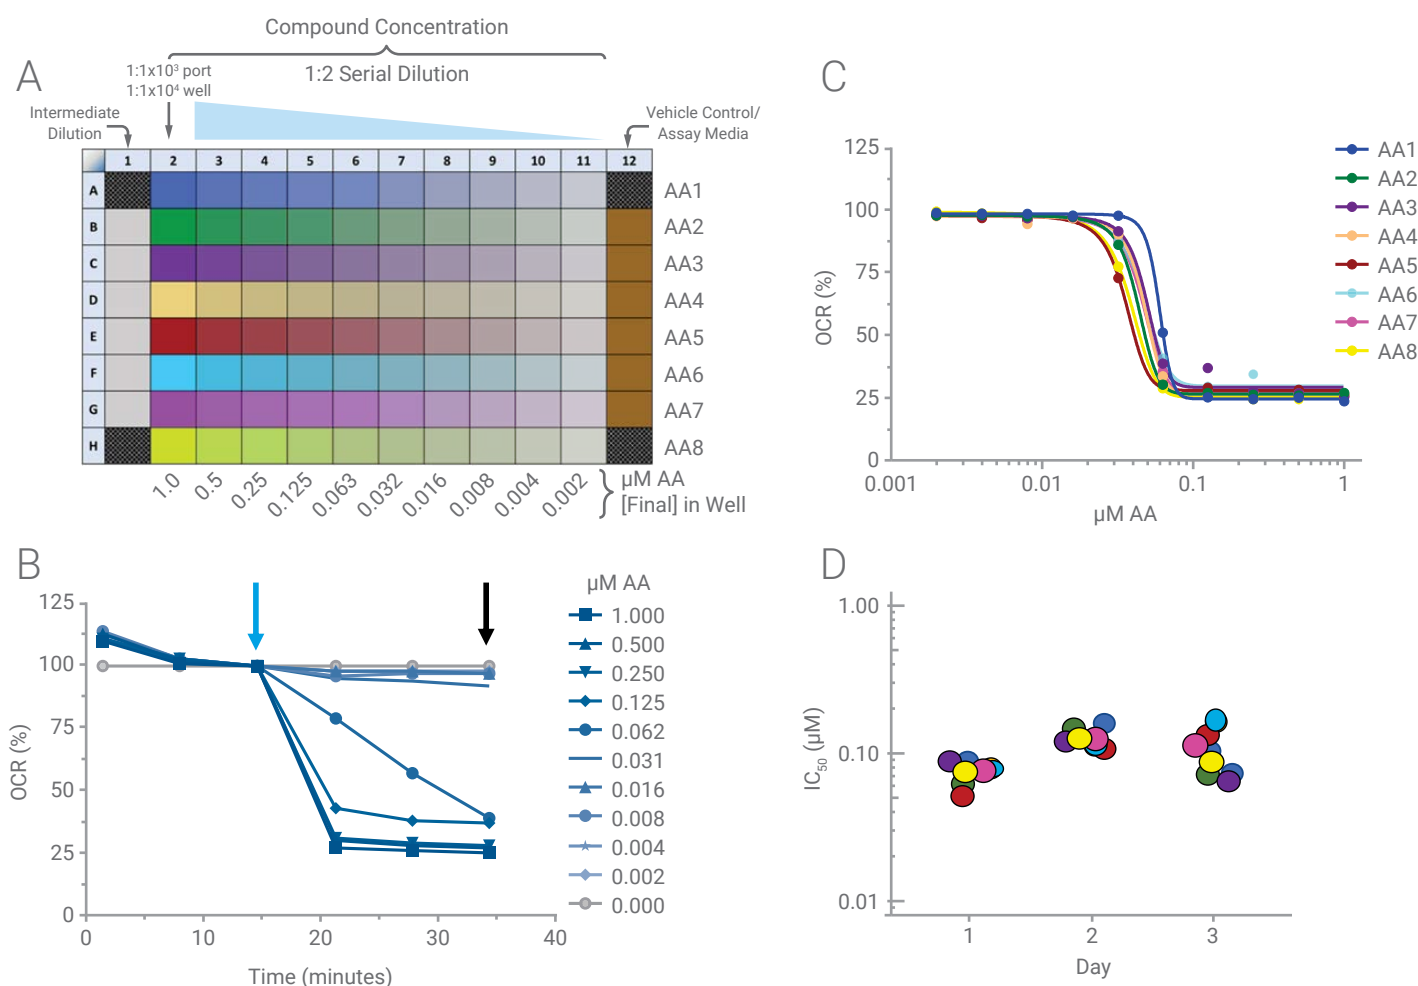 Compound Concentration
A
1:1x10³ port
1:1x10⁴ well
1:2 Serial Dilution
Intermediate
Dilution
Vehicle Control/
Assay Media
1 2 3 4 5 6 7 8 9 10 11 12
A AA1
B AA2
C AA3
D AA4
E AA5
F AA6
G AA7
H AA8
1.0 0.5 0.25 0.125 0.063 0.032 0.016 0.008 0.004 0.002
µM AA
[Final] in Well
C
OCR (%)
125
100
75
50
25
0
0.001 0.01 0.1 1
µM AA
AA1
AA2
AA3
AA4
AA5
AA6
AA7
AA8
B
OCR (%)
125
100
75
50
25
0
0 10 20 30 40
Time (minutes)
µM AA
1.000
0.500
0.250
0.125
0.062
0.031
0.016
0.008
0.004
0.002
0.000
D
IC₅₀ (µM)
1.00
0.10
0.01
1 2 3
Day